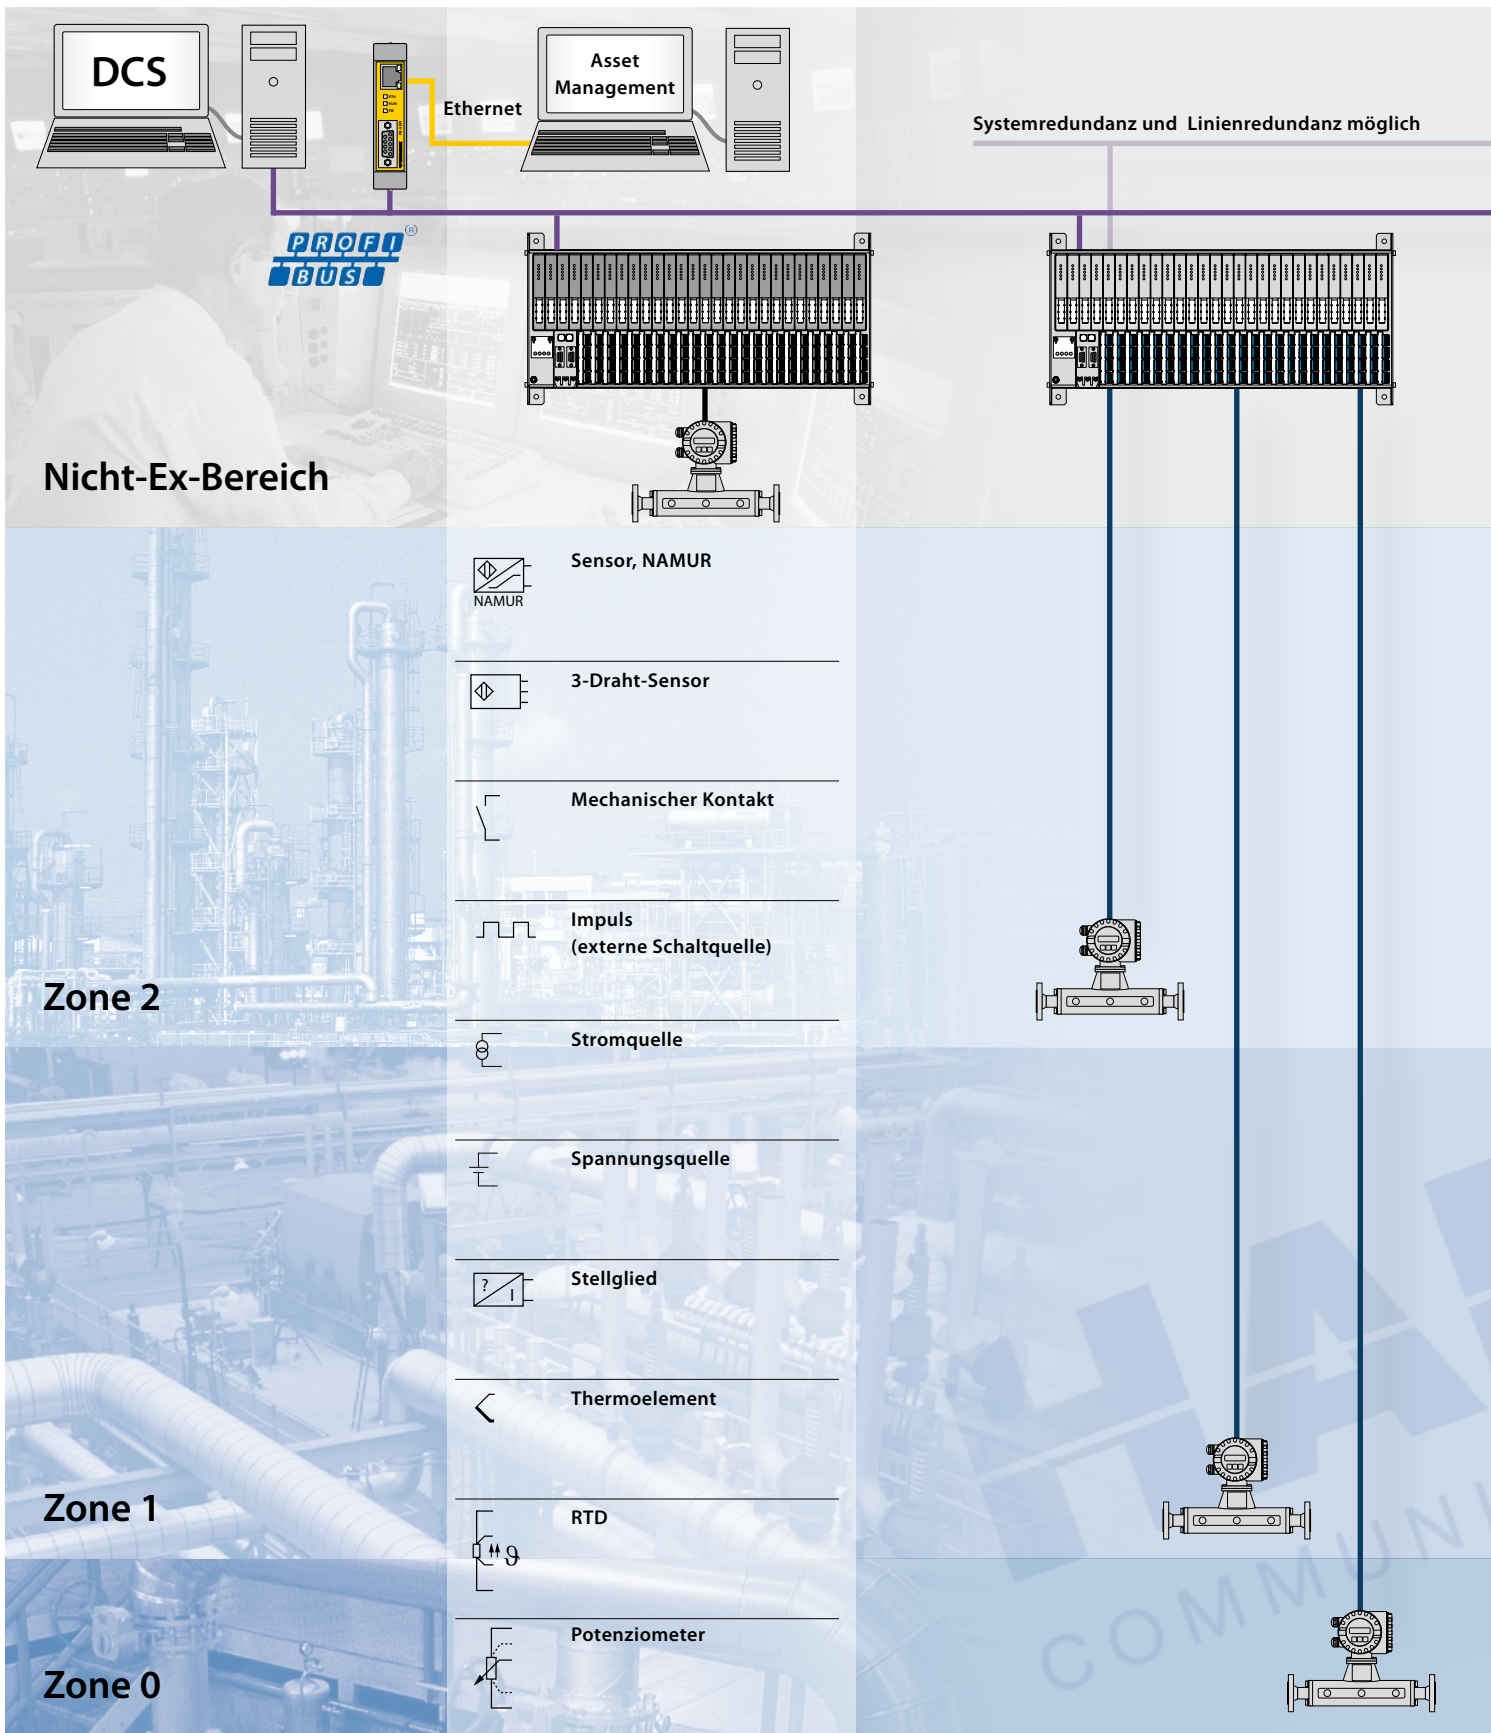 DCS
Asset
Management
Ethernet
Systemredundanz und Linienredundanz möglich
PROFI
BUS
®
Nicht-Ex-Bereich
Sensor, NAMUR
NAMUR
3-Draht-Sensor
Mechanischer Kontakt
Impuls
(externe Schaltquelle)
Zone 2
Stromquelle
Spannungsquelle
Stellglied
? I
Thermoelement
Zone 1
RTD
ϑ
Potenziometer
Zone 0
HA
COMMUNI